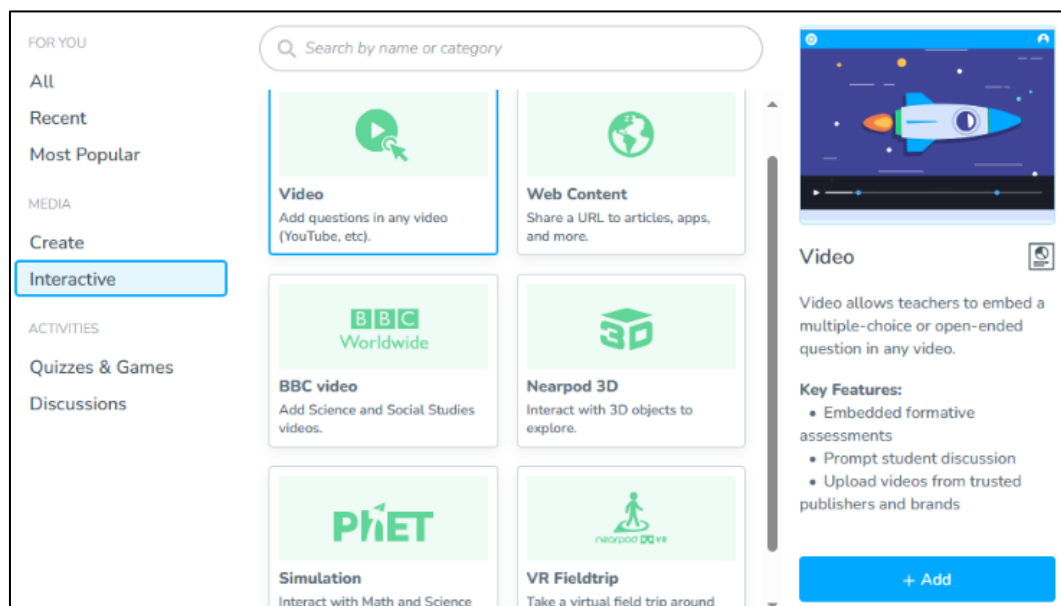 FOR YOU
All
Recent
Most Popular
MEDIA
Create
Interactive
ACTIVITIES
Quizzes & Games
Discussions
Search by name or category
Video
Add questions in any video
(YouTube, etc).
Web Content
Share a URL to articles, apps,
and more.
BBC
Worldwide
BBC video
Add Science and Social Studies
videos.
3D
Nearpod 3D
Interact with 3D objects to
explore.
PhET
Simulation
Interact with Math and Science
nearpod VR
VR Fieldtrip
Take a virtual field trip around
Video
Video allows teachers to embed a
multiple-choice or open-ended
question in any video.
Key Features:
• Embedded formative
assessments
• Prompt student discussion
• Upload videos from trusted
publishers and brands
+ Add